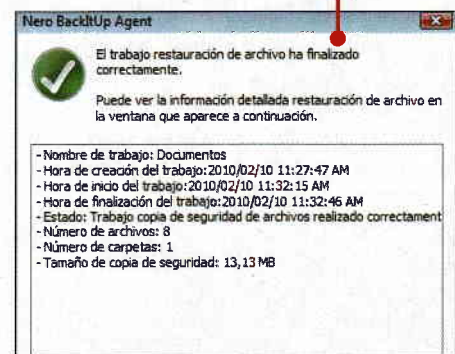 Nero BackItUp Agent
El trabajo restauración de archivo ha finalizado
correctamente.
Puede ver la información detallada restauración de archivo en
la ventana que aparece a continuación.
- Nombre de trabajo: Documentos
- Hora de creación del trabajo:2010/02/10 11:27:47 AM
- Hora de inicio del trabajo:2010/02/10 11:32:15 AM
- Hora de finalización del trabajo:2010/02/10 11:32:46 AM
- Estado: Trabajo copia de seguridad de archivos realizado correctament
- Número de archivos: 8
- Número de carpetas: 1
- Tamaño de copia de seguridad: 13,13 MB